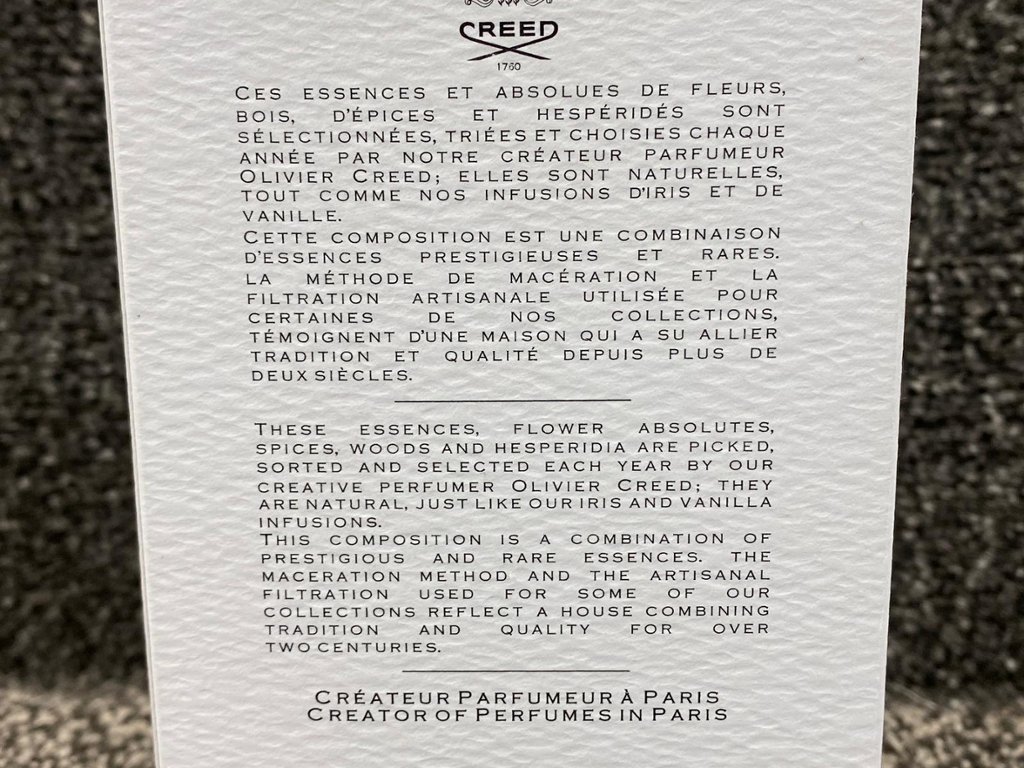 CREED
1760
CES ESSENCES ET ABSOLUES DE FLEURS,
BOIS, D'ÉPICES ET HESPÉRIDÉS SONT
SÉLECTIONNÉES, TRIÉES ET CHOISIES CHAQUE
ANNÉE PAR NOTRE CRÉATEUR PARFUMEUR
OLIVIER CREED; ELLES SONT NATURELLES,
TOUT COMME NOS INFUSIONS D'IRIS ET DE
VANILLE.
CETTE COMPOSITION EST UNE COMBINAISON
D'ESSENCES PRESTIGIEUSES ET RARES.
LA MÉTHODE DE MACÉRATION ET LA
FILTRATION ARTISANALE UTILISÉE POUR
CERTAINES DE NOS COLLECTIONS,
TÉMOIGNENT D'UNE MAISON QUI A SU ALLIER
TRADITION ET QUALITÉ DEPUIS PLUS DE
DEUX SIÈCLES.
THESE ESSENCES, FLOWER ABSOLUTES,
SPICES, WOODS AND HESPERIDIA ARE PICKED,
SORTED AND SELECTED EACH YEAR BY OUR
CREATIVE PERFUMER OLIVIER CREED; THEY
ARE NATURAL, JUST LIKE OUR IRIS AND VANILLA
INFUSIONS.
THIS COMPOSITION IS A COMBINATION OF
PRESTIGIOUS AND RARE ESSENCES. THE
MACERATION METHOD AND THE ARTISANAL
FILTRATION USED FOR SOME OF OUR
COLLECTIONS REFLECT A HOUSE COMBINING
TRADITION AND QUALITY FOR OVER
TWO CENTURIES.
CRÉATEUR PARFUMEUR À PARIS
CREATOR OF PERFUMES IN PARIS